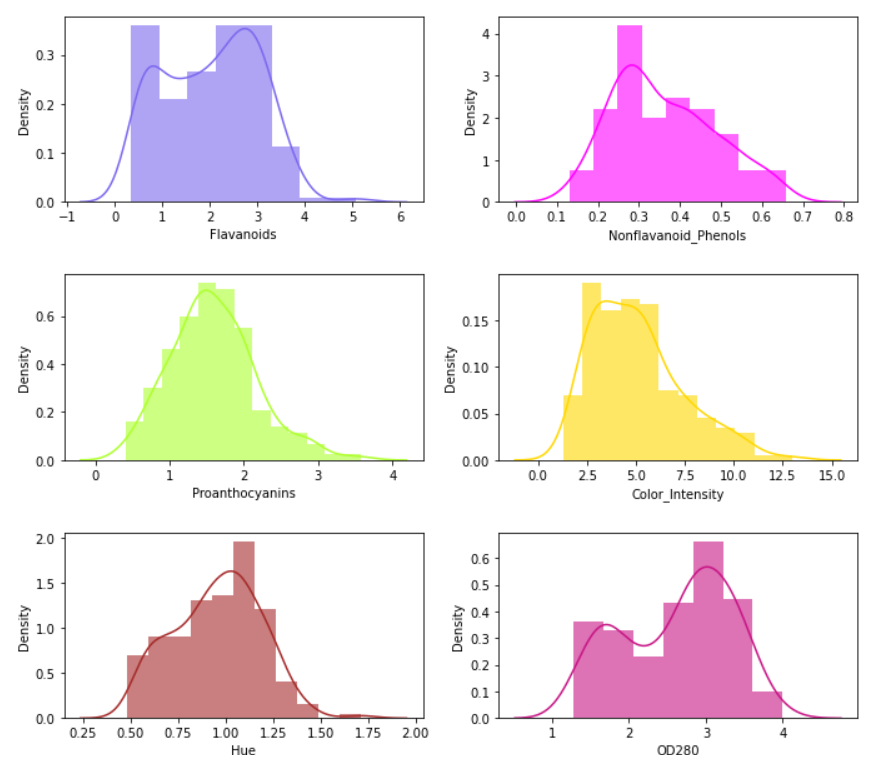 Density
0.3
0.2
0.1
0.0
−1 0 1 2 3 4 5 6
Flavanoids
Density
4
3
2
1
0
0.0 0.1 0.2 0.3 0.4 0.5 0.6 0.7 0.8
Nonflavanoid_Phenols
Density
0.6
0.4
0.2
0.0
0 1 2 3 4
Proanthocyanins
Density
0.15
0.10
0.05
0.00
0.0 2.5 5.0 7.5 10.0 12.5 15.0
Color_Intensity
Density
2.0
1.5
1.0
0.5
0.0
0.25 0.50 0.75 1.00 1.25 1.50 1.75 2.00
Hue
Density
0.6
0.5
0.4
0.3
0.2
0.1
0.0
1 2 3 4
OD280